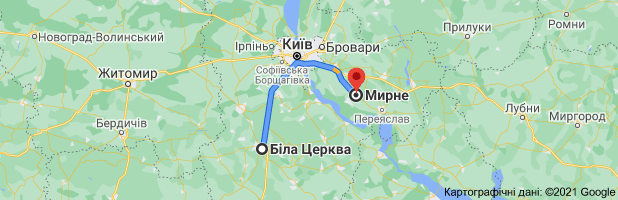 Новоград-Волинський
Ірпінь
Київ
Бровари
Прилуки
Ромни
Житомир
Софіївська
Борщагівка
Мирне
Переяслав
Лубни
Миргород
Бердичів
Біла Церква
Картографічні дані: ©2021 Google